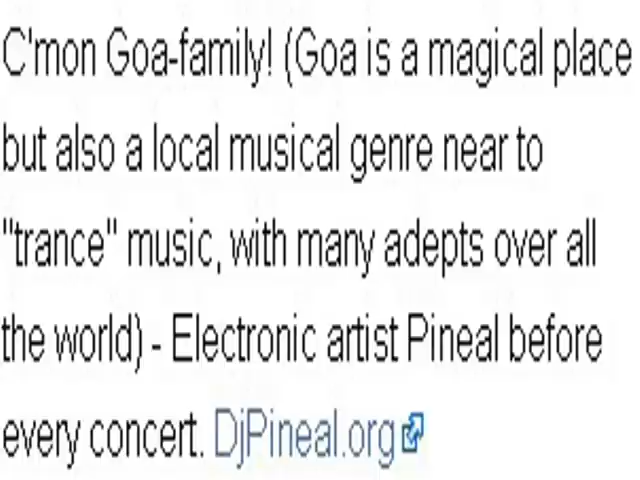 C'mon Goa-family! (Goa is a magical place
but also a local musical genre near to
"trance" music, with many adepts over all
the world) - Electronic artist Pineal before
every concert. DjPineal.org